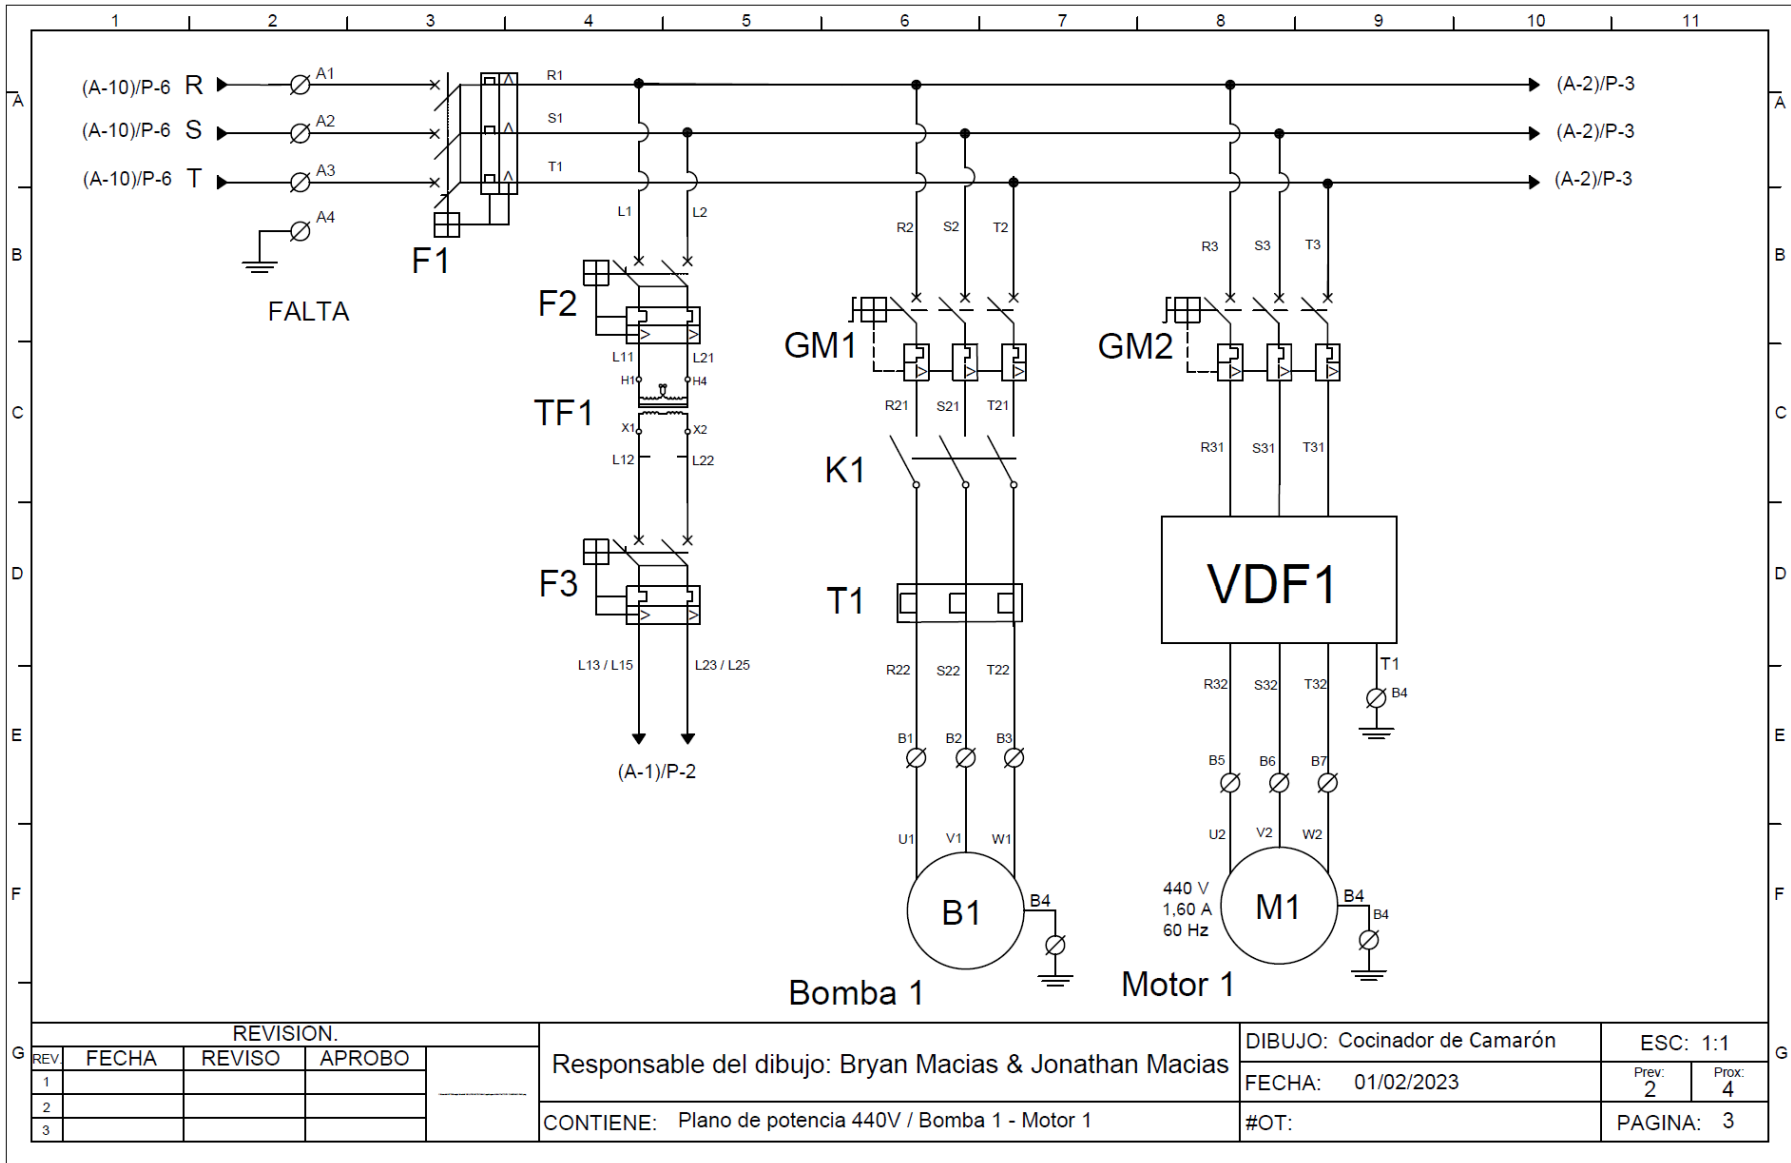 1 2 3 4 5 6 7 8 9 10 11
A A
(A-10)/P-6 R A1 R1 (A-2)/P-3
(A-10)/P-6 S A2 S1 (A-2)/P-3
(A-10)/P-6 T A3 T1 (A-2)/P-3
A4 L1 L2
R2 S2 T2 R3 S3 T3
B F1 B
FALTA F2
GM1 GM2
L11 L21
H1 H4
C TF1 R21 S21 T21 C
X1 X2
L12 L22 R31 S31 T31
K1
D F3 T1 VDF1 D
L13 / L15 L23 / L25 R22 S22 T22 T1
R32 S32 T32 B4
E B1 B2 B3 E
(A-1)/P-2 B5 B6 B7
U1 V1 W1 U2 V2 W2
F 440 V F
1,60 A
60 Hz
B1 B4 M1 B4
B4
Bomba 1 Motor 1
G G
REVISION.
REV. FECHA REVISO APROBO
1
2
3
Responsable del dibujo: Bryan Macias & Jonathan Macias
CONTIENE: Plano de potencia 440V / Bomba 1 - Motor 1
DIBUJO: Cocinador de Camarón
FECHA: 01/02/2023
#OT:
ESC: 1:1
Prev: 2 Prox: 4
PAGINA: 3